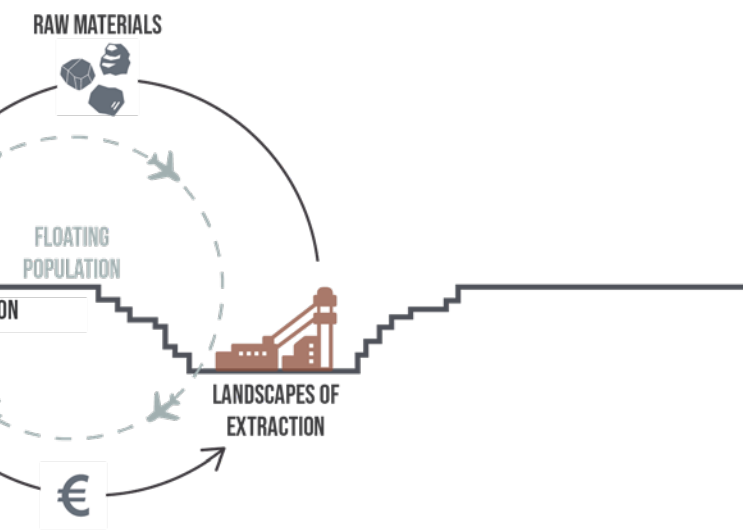 RAW MATERIALS
FLOATING
POPULATION
ON
LANDSCAPES OF
EXTRACTION
€